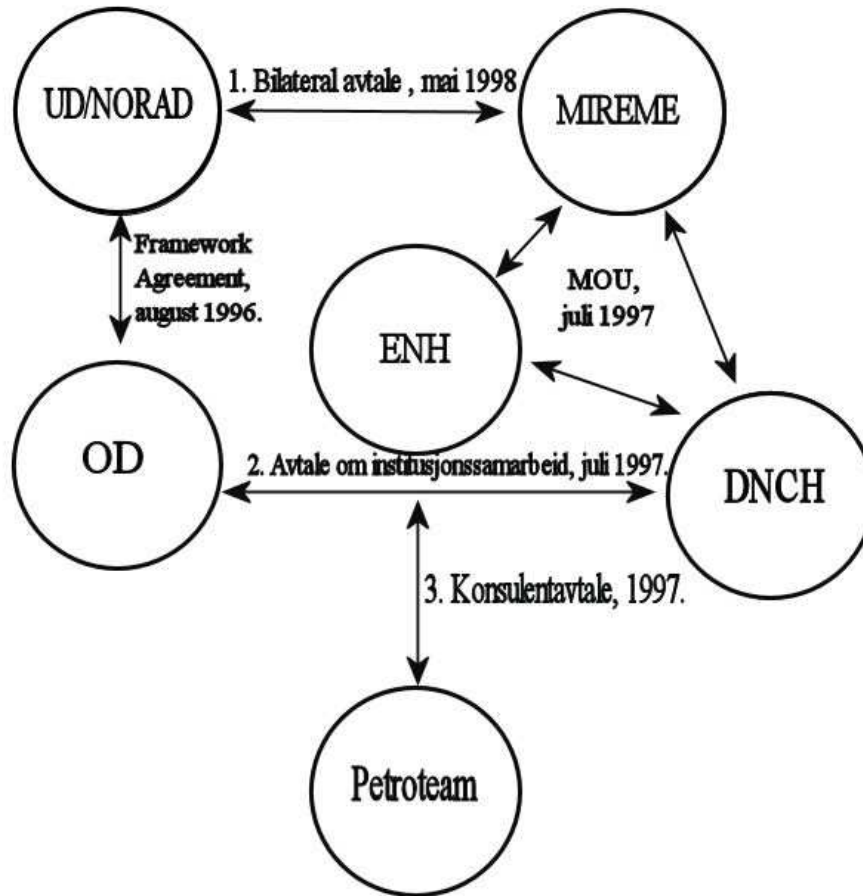 1. Bilateral avtale , mai 1998
UD/NORAD
MIREME
Framework
Agreement,
august 1996.
MOU,
juli 1997
ENH
OD
2. Avtale om institusjonssamarbeid, juli 1997.
DNCH
3. Konsulentavtale, 1997.
Petroteam